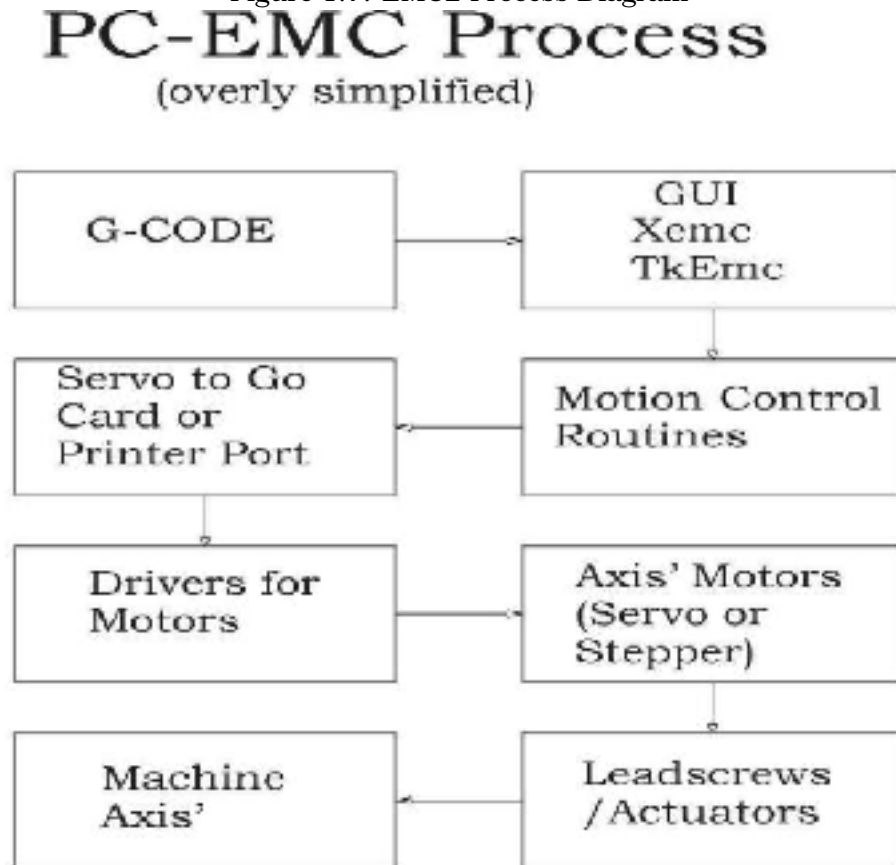 PC-EMC Process
(overly simplified)
G-CODE
GUI
Xemc
TkEmc
Servo to Go
Card or
Printer Port
Motion Control
Routines
Drivers for
Motors
Axis' Motors
(Servo or
Stepper)
Machine
Axis'
Leadscrews
/Actuators